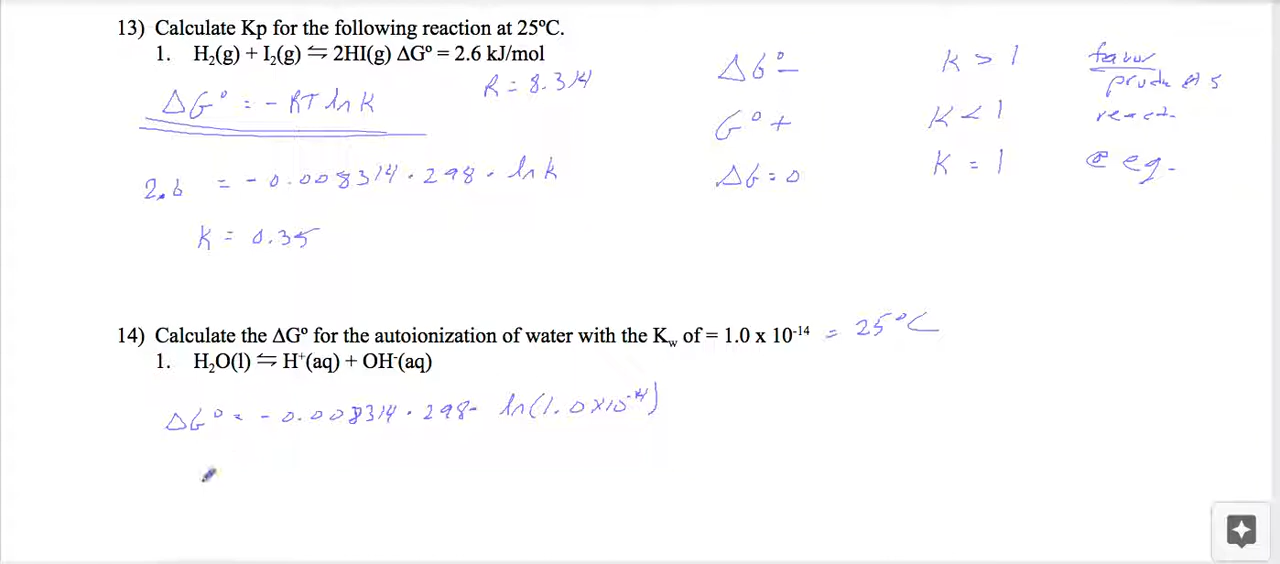 13) Calculate Kp for the following reaction at 25ºC.
1. H₂(g) + I₂(g) ⇋ 2HI(g) ΔGº = 2.6 kJ/mol
R = 8.314
ΔG° = - RT ln K
2.6 = - 0.008314 · 298 · ln k
K = 0.35
ΔG° - K > 1 favor products
G° + K < 1 react.
ΔG = 0 K = 1 @ eq.
14) Calculate the ΔGº for the autoionization of water with the Kw of = 1.0 x 10⁻¹⁴ = 25°C
1. H₂O(l) ⇋ H⁺(aq) + OH⁻(aq)
ΔG° = - 0.008314 · 298 · ln(1.0×10⁻¹⁴)